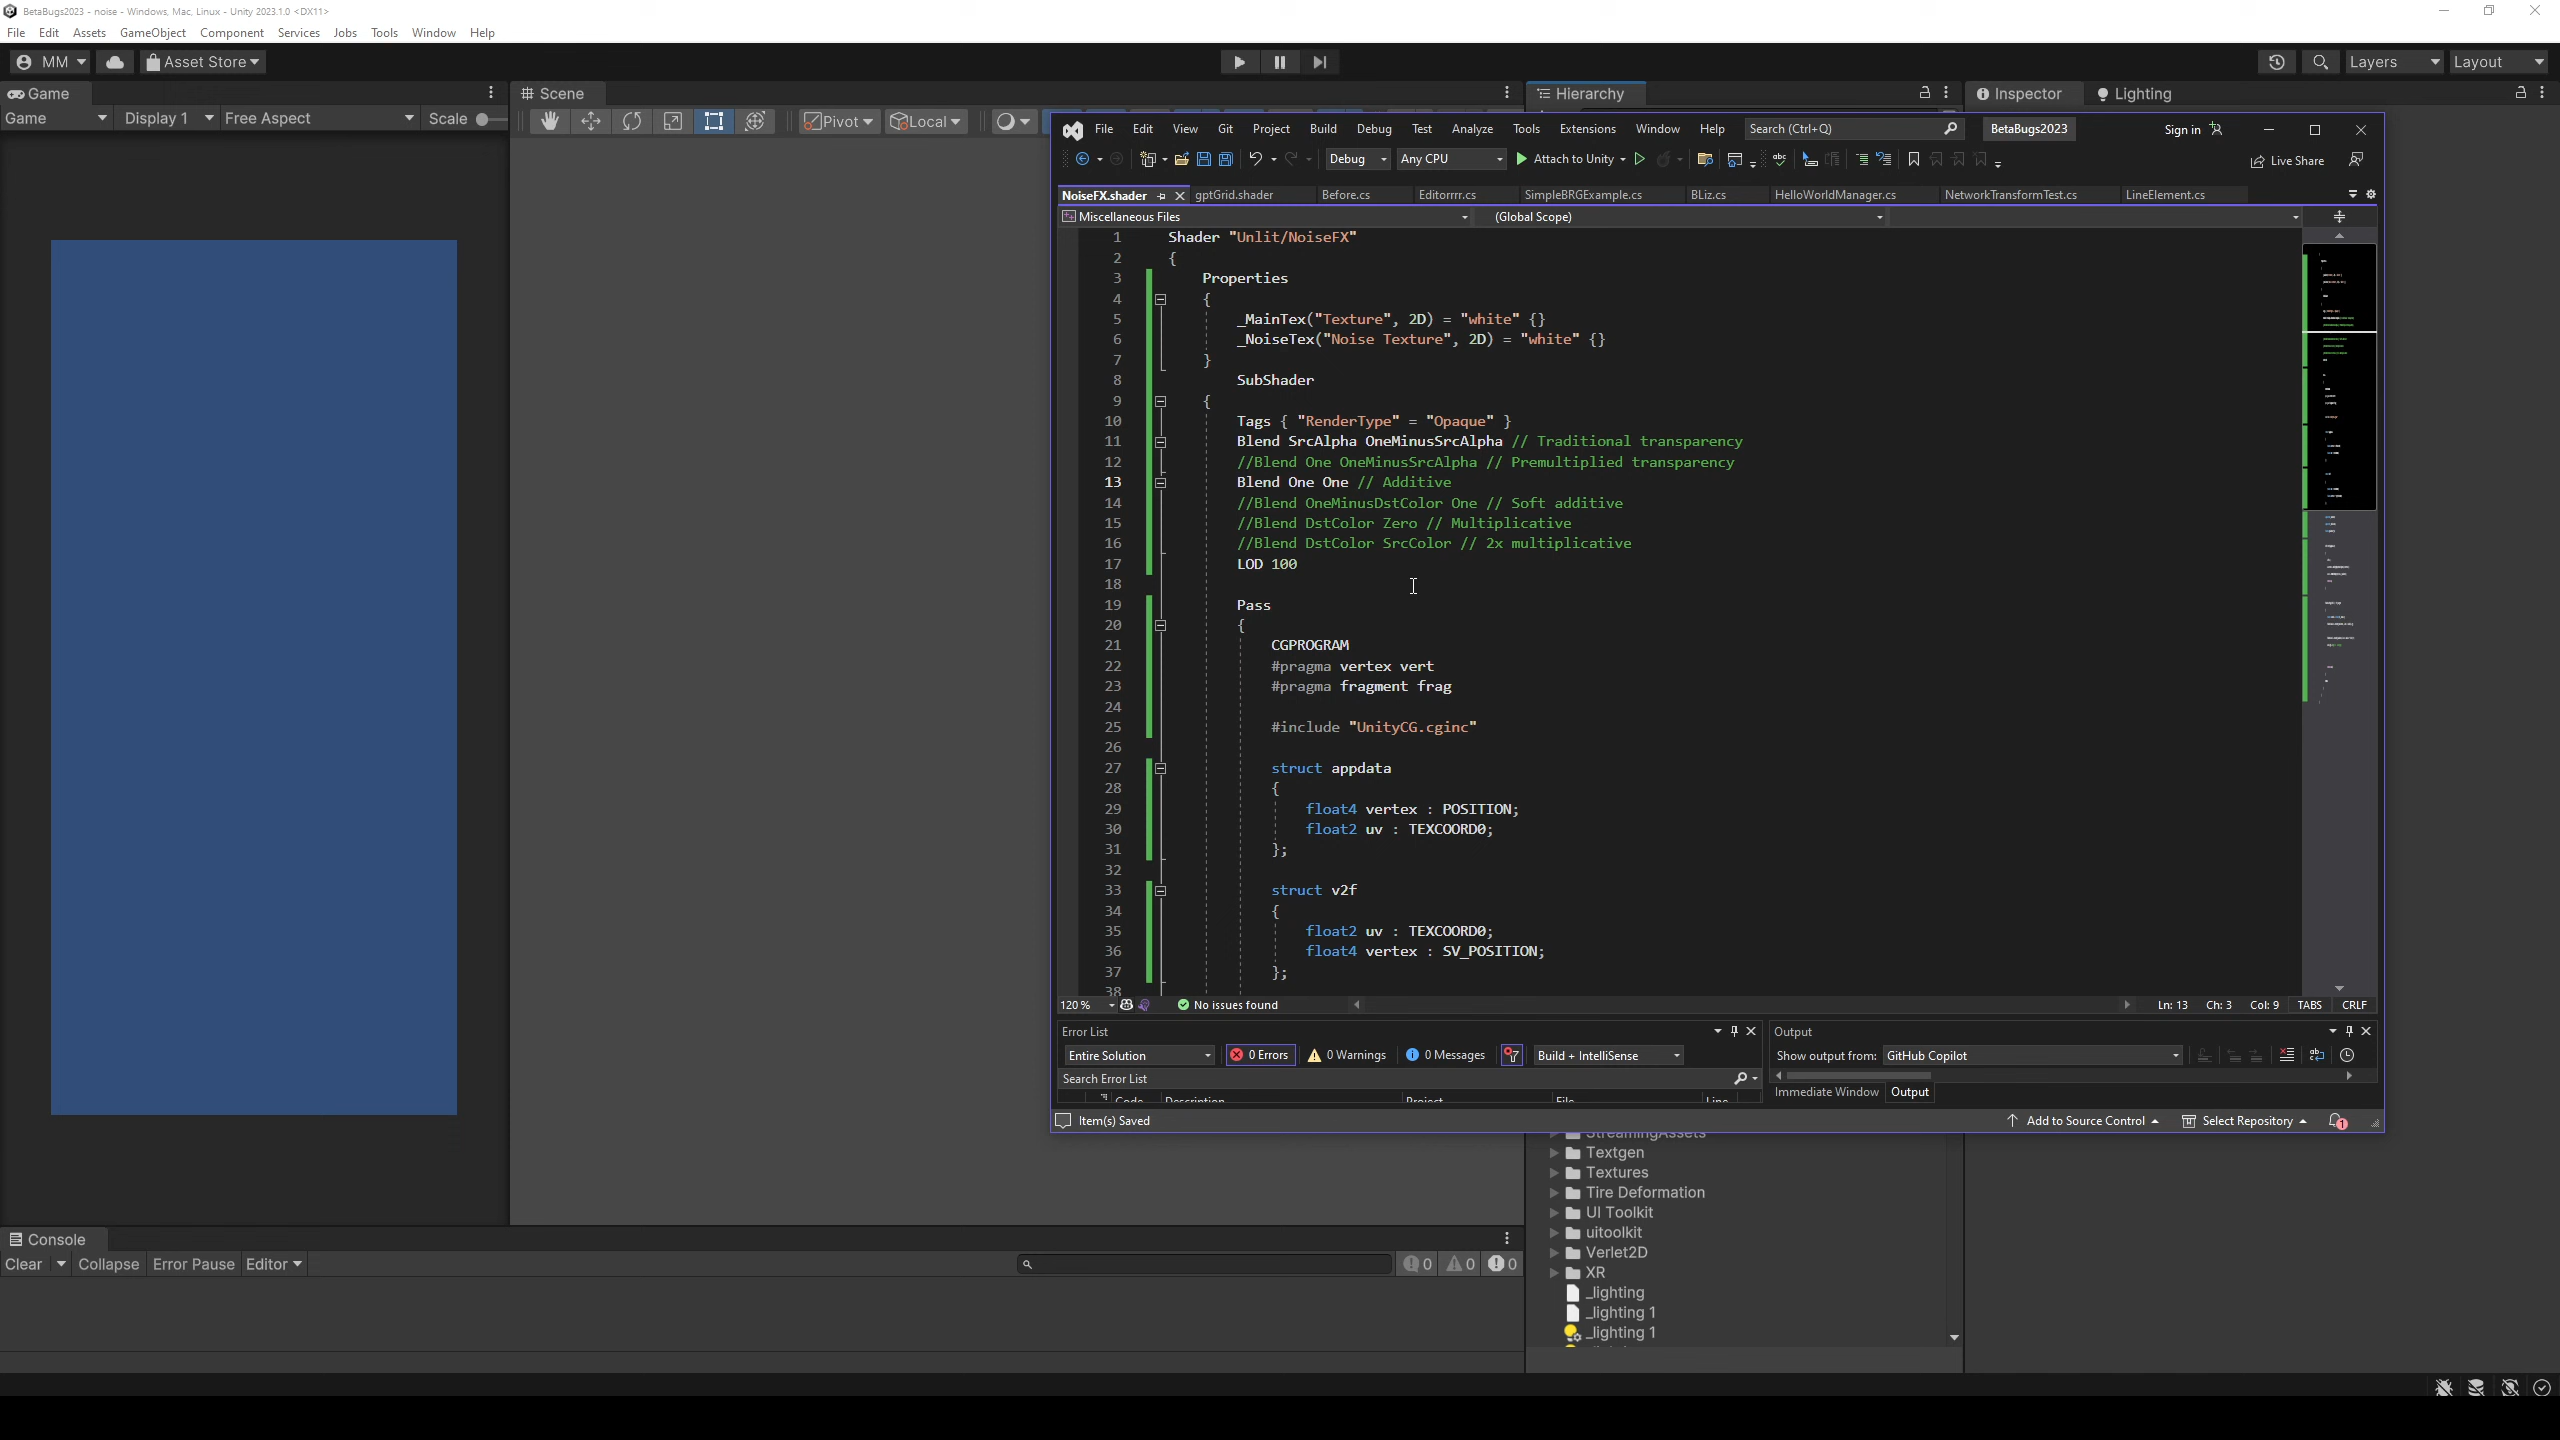 BetaBugs2023 - noise - Windows, Mac, Linux - Unity 2023.1.0 <DX11>
File Edit Assets GameObject Component Services Jobs Tools Window Help
MM Asset Store Layers Layout
Game Scene Hierarchy Inspector Lighting
Game Display 1 Free Aspect Scale Pivot Local
File Edit View Git Project Build Debug Test Analyze Tools Extensions Window Help Search (Ctrl+Q) BetaBugs2023 Sign in
Debug Any CPU Attach to Unity Live Share
NoiseFX.shader gptGrid.shader Before.cs Editorrrr.cs SimpleBRGExample.cs BLiz.cs HelloWorldManager.cs NetworkTransformTest.cs LineElement.cs
Miscellaneous Files (Global Scope)
1 Shader "Unlit/NoiseFX"
2 {
3 Properties
4 {
5 _MainTex("Texture", 2D) = "white" {}
6 _NoiseTex("Noise Texture", 2D) = "white" {}
7 }
8 SubShader
9 {
10 Tags { "RenderType" = "Opaque" }
11 Blend SrcAlpha OneMinusSrcAlpha // Traditional transparency
12 //Blend One OneMinusSrcAlpha // Premultiplied transparency
13 Blend One One // Additive
14 //Blend OneMinusDstColor One // Soft additive
15 //Blend DstColor Zero // Multiplicative
16 //Blend DstColor SrcColor // 2x multiplicative
17 LOD 100
18
19 Pass
20 {
21 CGPROGRAM
22 #pragma vertex vert
23 #pragma fragment frag
24
25 #include "UnityCG.cginc"
26
27 struct appdata
28 {
29 float4 vertex : POSITION;
30 float2 uv : TEXCOORD0;
31 };
32
33 struct v2f
34 {
35 float2 uv : TEXCOORD0;
36 float4 vertex : SV_POSITION;
37 };
38
120 % No issues found Ln: 13 Ch: 3 Col: 9 TABS CRLF
Error List Output
Entire Solution 0 Errors 0 Warnings 0 Messages Build + IntelliSense Show output from: GitHub Copilot
Search Error List
Code Description Project File Line Immediate Window Output
Item(s) Saved Add to Source Control Select Repository 1
StreamingAssets
Textgen
Textures
Tire Deformation
UI Toolkit
uitoolkit
Verlet2D
XR
_lighting
_lighting 1
_lighting 1
Console
Clear Collapse Error Pause Editor 0 0 0